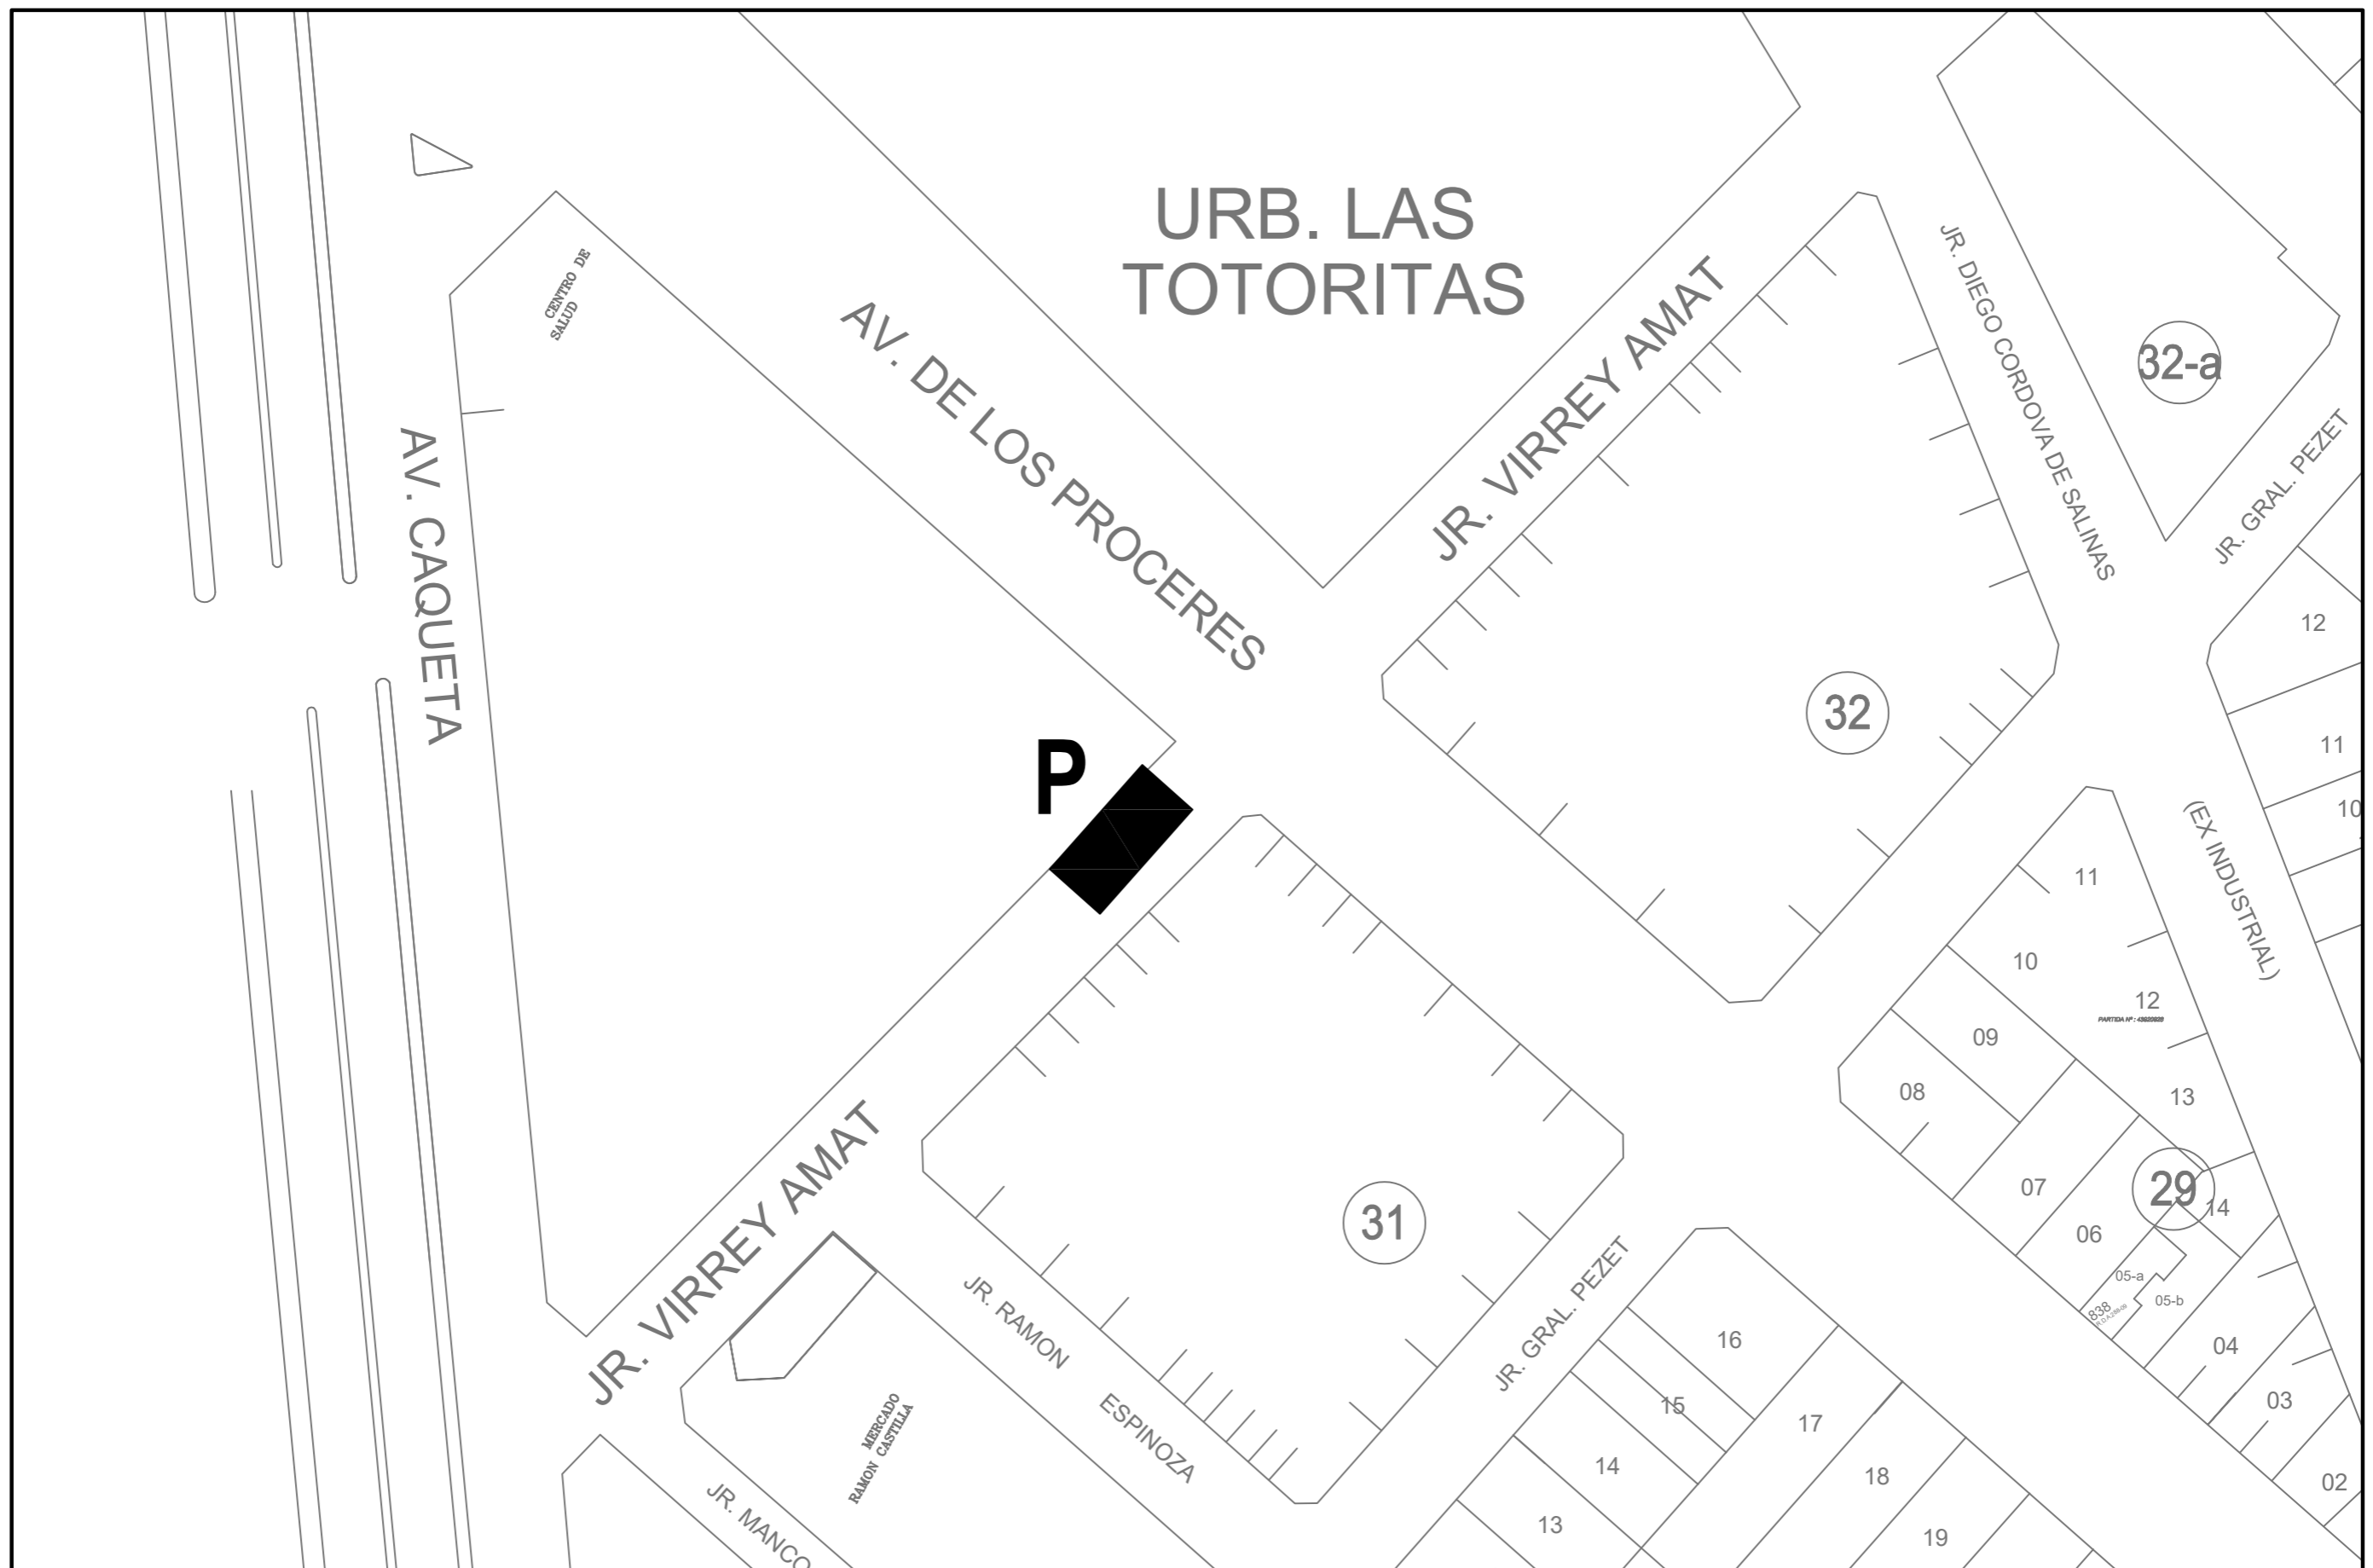 URB. LAS
TOTORITAS
CENTRO DE
SALUD
AV. DE LOS PROCERES
JR. VIRREY AMAT
JR. DIEGO CORDOVA DE SALINAS
32-a
JR. GRAL. PEZET
AV. CAQUETA
12
11
10
32
P
(EX INDUSTRIAL)
11
10
12
PARTIDA Nº :
09
08
13
07
29
14
06
05-a
05-b
838
04
03
02
31
JR. VIRREY AMAT
JR. RAMON
ESPINOZA
JR. GRAL. PEZET
16
15
14
13
17
18
19
MERCADO
RAMON CASTILLA
JR. MANCO